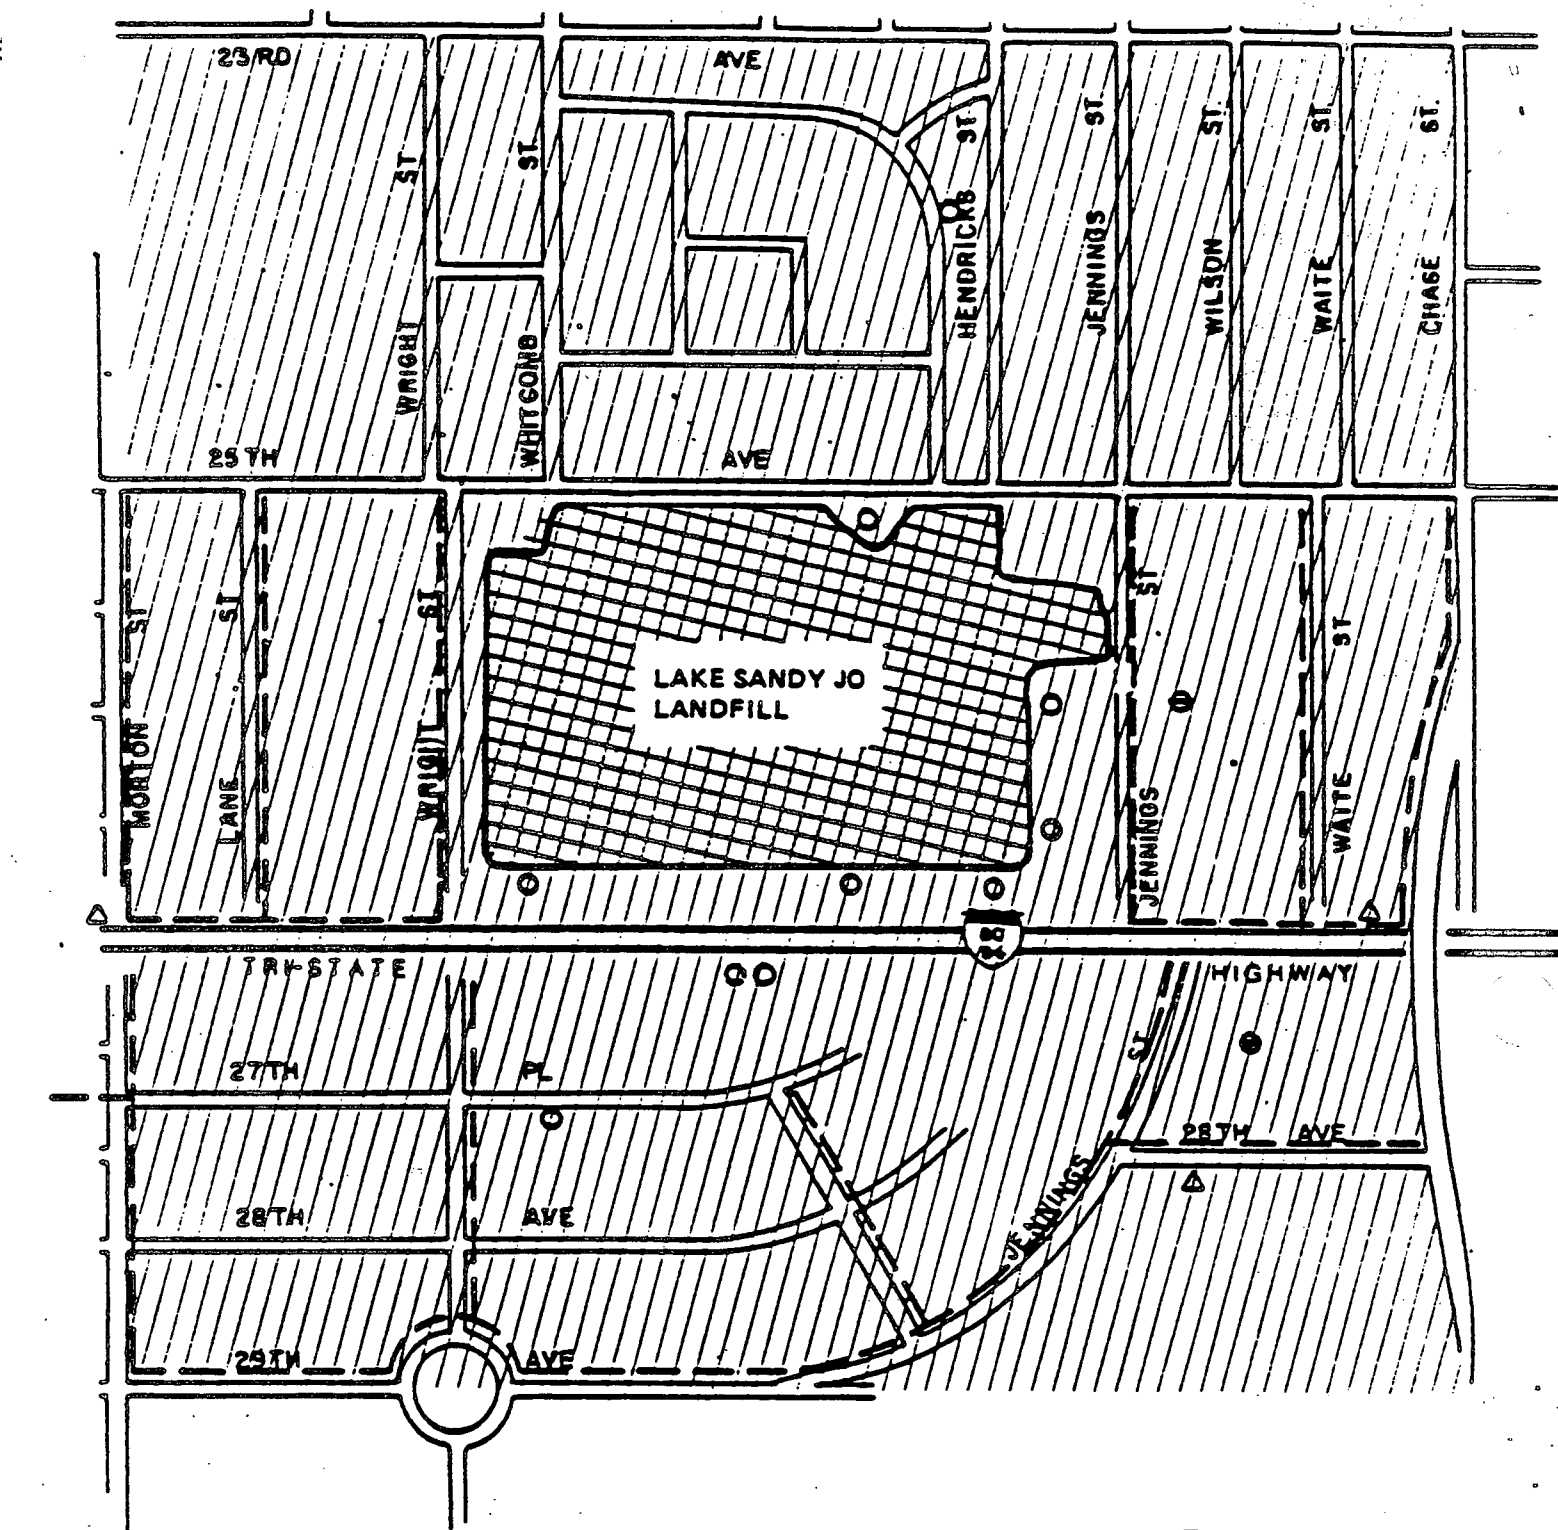 23RD AVE
WRIGHT ST
WHITCOMB ST.
HENDRICKS ST.
JENNINGS ST.
WILSON ST.
WAITE ST.
CHASE ST.
25TH AVE
MORTON ST
LANE ST
WRIGHT ST
LAKE SANDY JO
LANDFILL
JENNINGS ST
WAITE ST
TRI-STATE HIGHWAY
27TH PL
JENNINGS ST
28TH AVE
28TH AVE
29TH AVE